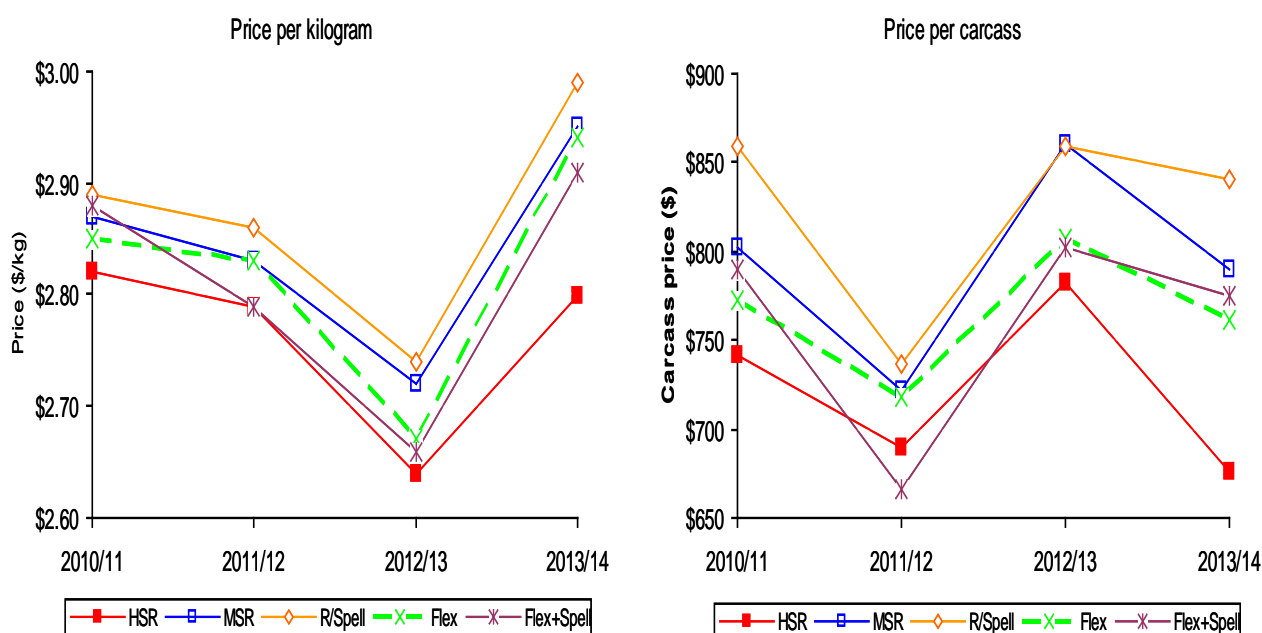 Price per kilogram
$3.00
$2.90
$2.80
$2.70
$2.60
Price ($/kg)
2010/11 2011/12 2012/13 2013/14
HSR MSR R/Spell Flex Flex+Spell
Price per carcass
$900
$850
$800
$750
$700
$650
Carcass price ($)
2010/11 2011/12 2012/13 2013/14
HSR MSR R/Spell Flex Flex+Spell